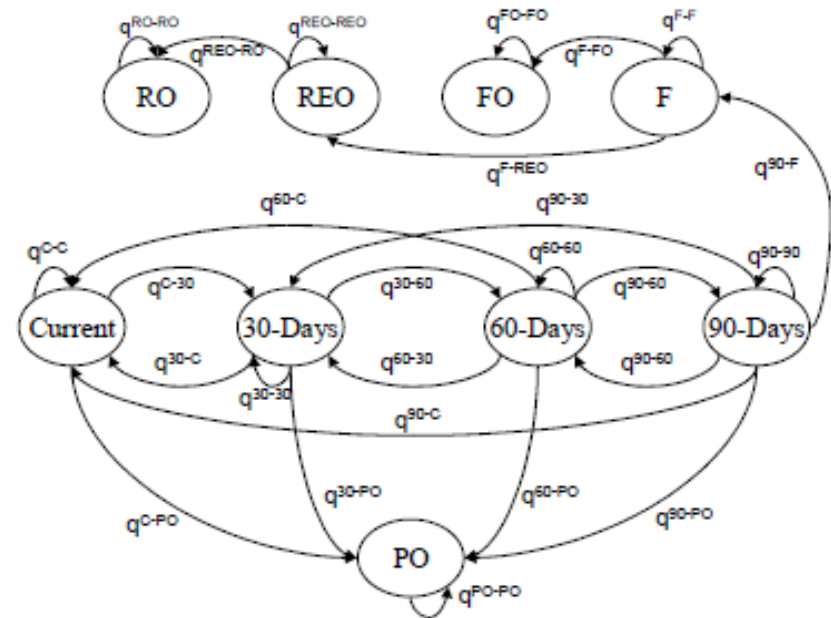 q^RO-RO
q^REO-RO
q^REO-REO
q^FO-FO
q^F-FO
q^F-F
RO
REO
FO
F
q^F-REO
q^90-F
q^60-C
q^90-30
q^C-C
q^C-30
q^30-60
q^60-60
q^90-60
q^90-90
Current
30-Days
60-Days
90-Days
q^30-C
q^30-30
q^60-30
q^90-60
q^90-C
q^C-PO
q^30-PO
q^60-PO
q^90-PO
PO
q^PO-PO